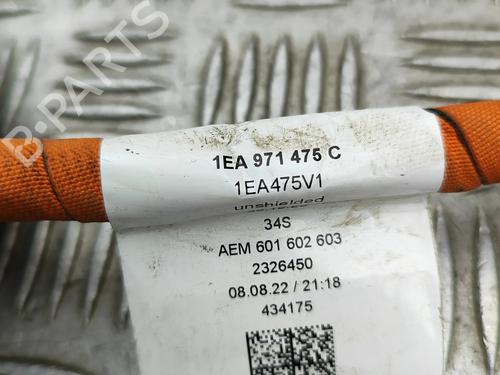 B-PARTS
1EA 971 475 C
1EA475V1
unshielded
34S
AEM 601 602 603
2326450
08.08.22 / 21:18
434175